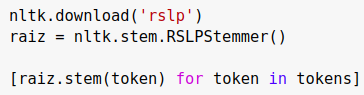 nltk.download('rslp')
raiz = nltk.stem.RSLPStemmer()
[raiz.stem(token) for token in tokens]